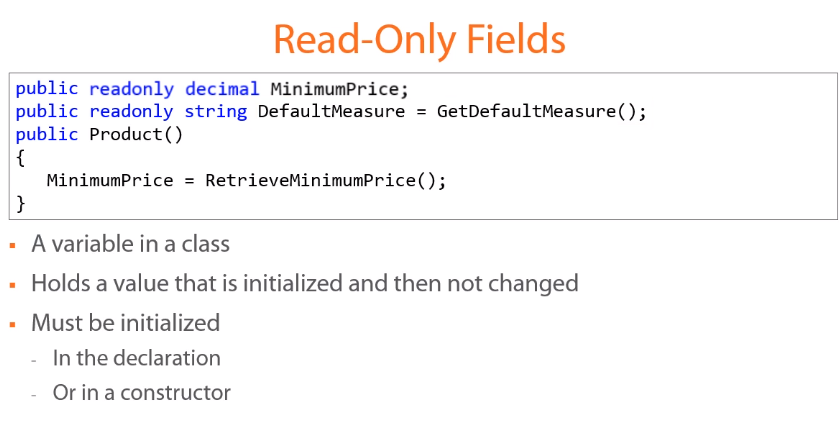 Read-Only Fields
public readonly decimal MinimumPrice;
public readonly string DefaultMeasure = GetDefaultMeasure();
public Product()
{
   MinimumPrice = RetrieveMinimumPrice();
}
▪ A variable in a class
▪ Holds a value that is initialized and then not changed
▪ Must be initialized
- In the declaration
- Or in a constructor